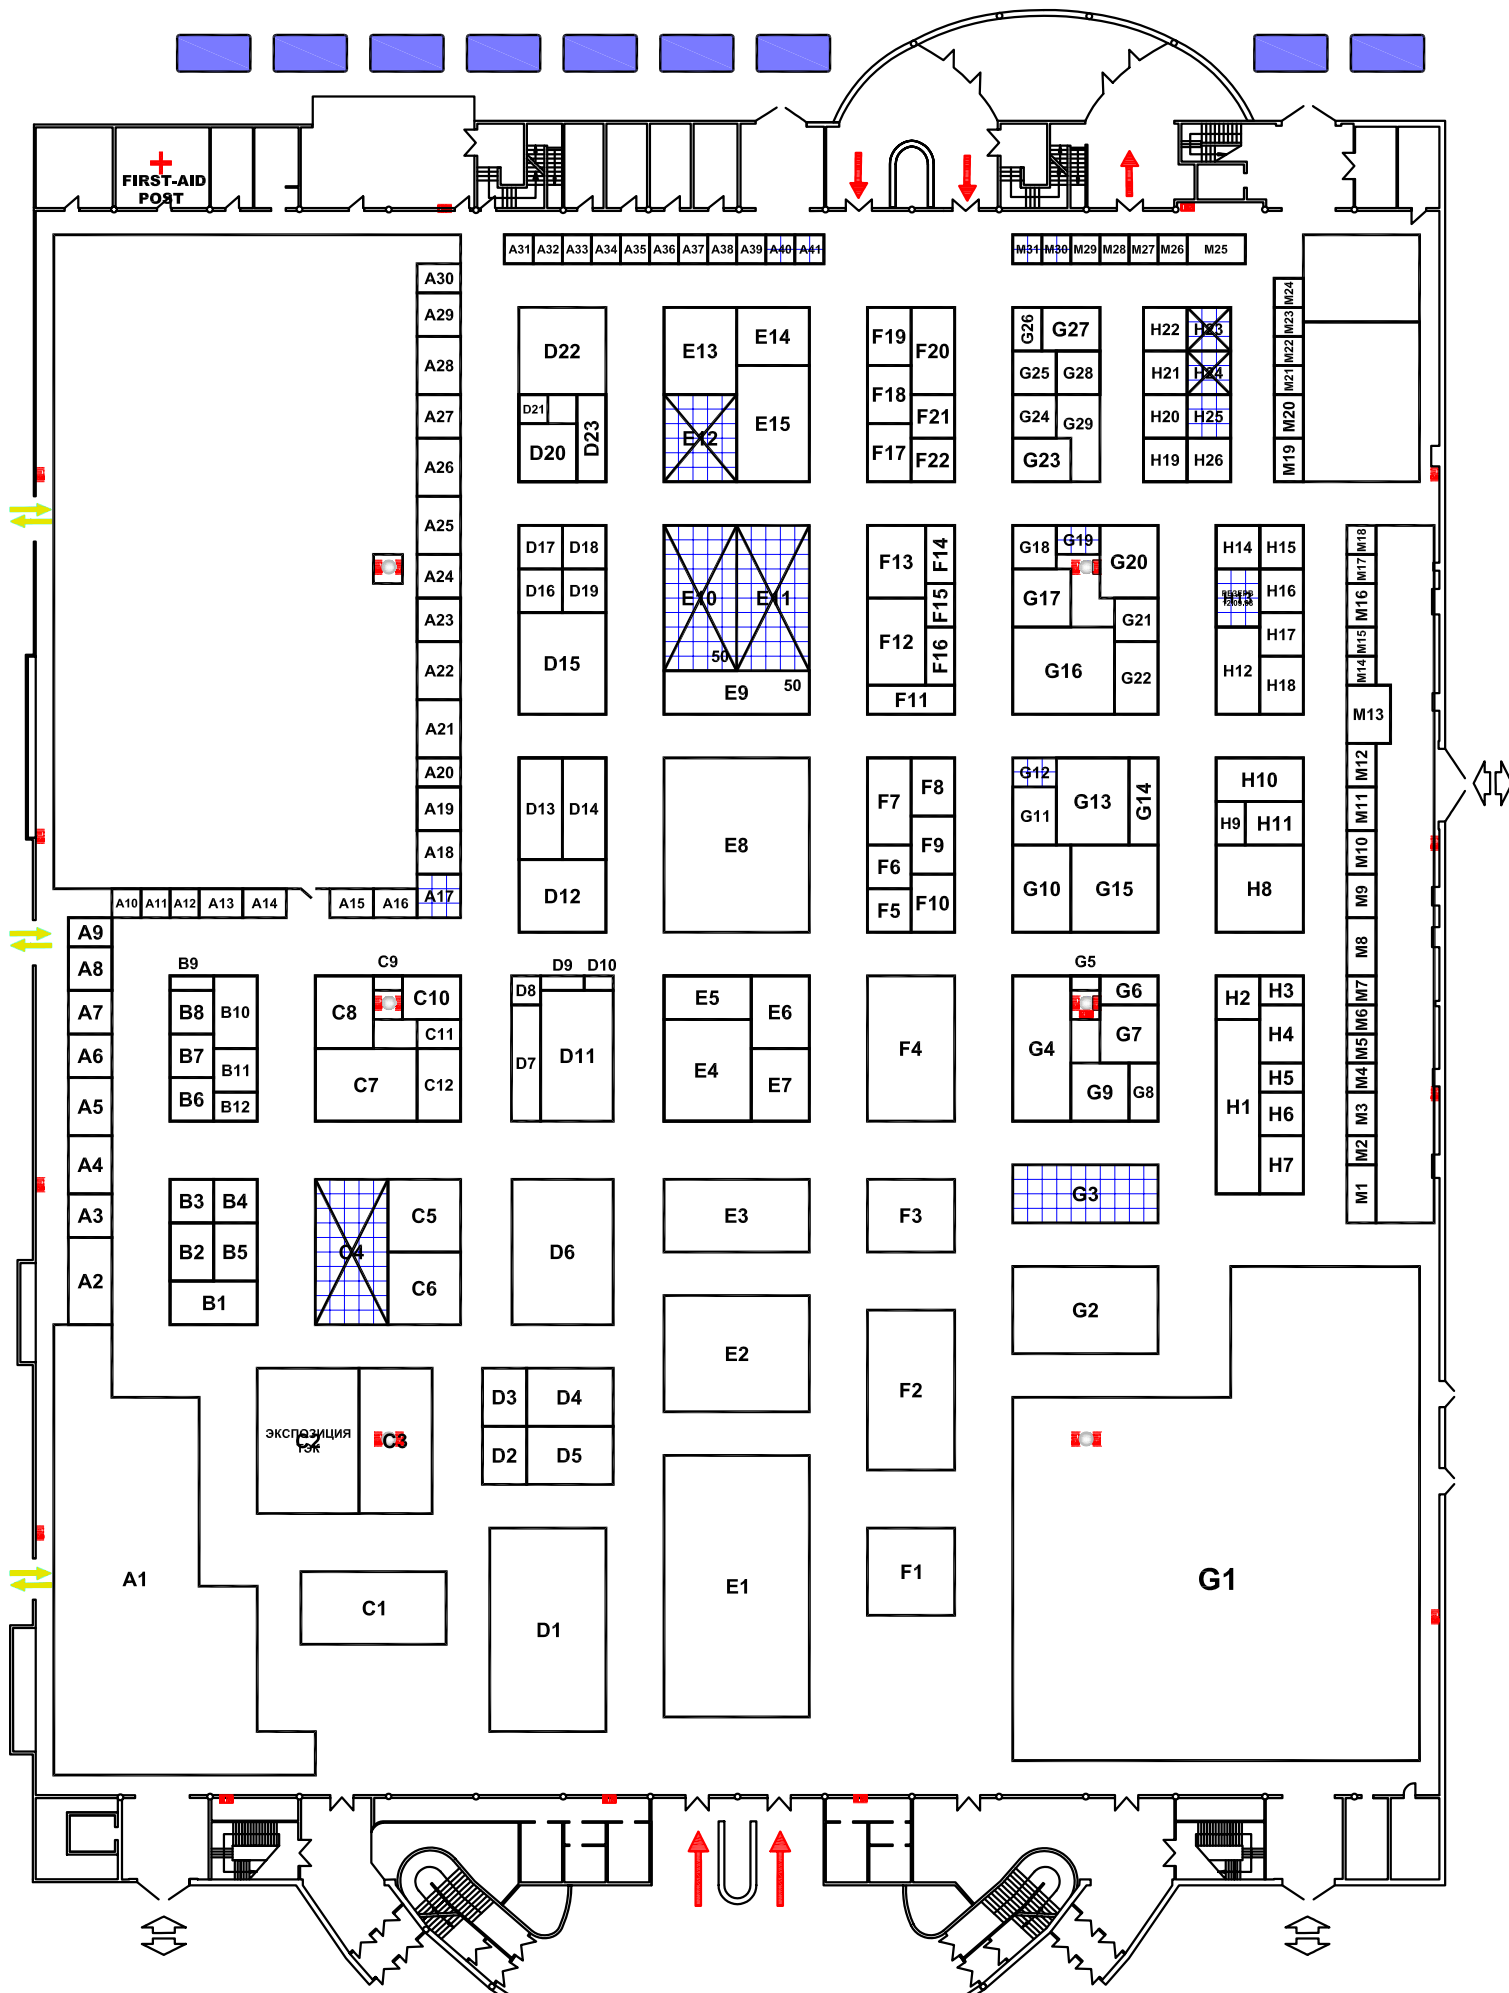 FIRST-AID
POST
A31 A32 A33 A34 A35 A36 A37 A38 A39 A40 A41 M31 M30 M29 M28 M27 M26 M25
A30
A29
A28
A27
A26
A25
A24
A23
A22
A21
A20
A19
A18
A17
A10 A11 A12 A13 A14 A15 A16
A9
A8
A7
A6
A5
A4
A3
A2
A1
D22
D21
D20
D23
E13
E14
E12
E15
F19
F20
F18
F21
F17
F22
G26
G27
G25
G28
G24
G29
G23
H22
H23
H21
H24
H20
H25
H19
H26
M24
M23
M22
M21
M20
M19
D17
D18
D16
D19
D15
E10
E11
50
E9
50
F13
F14
F15
F12
F16
F11
G18
G19
G20
G17
G21
G16
G22
H14
H15
H13
H16
H17
H12
H18
M18
M17
M16
M15
M14
M13
M12
M11
M10
M9
M8
M7
M6
M5
M4
M3
M2
M1
D13
D14
D12
E8
F7
F8
F6
F9
F5
F10
G12
G11
G13
G14
G10
G15
H10
H9
H11
H8
B9
B8
B10
B7
B11
B6
B12
C9
C8
C10
C11
C7
C12
D9
D10
D8
D7
D11
E5
E6
E4
E7
F4
G5
G4
G6
G7
G9
G8
H2
H3
H4
H5
H1
H6
H7
B3
B4
B2
B5
B1
C4
C5
C6
D6
E3
F3
G3
E2
F2
G2
ЭКСПОЗИЦИЯ
ТЭК
C2
C3
D3
D4
D2
D5
C1
D1
E1
F1
G1